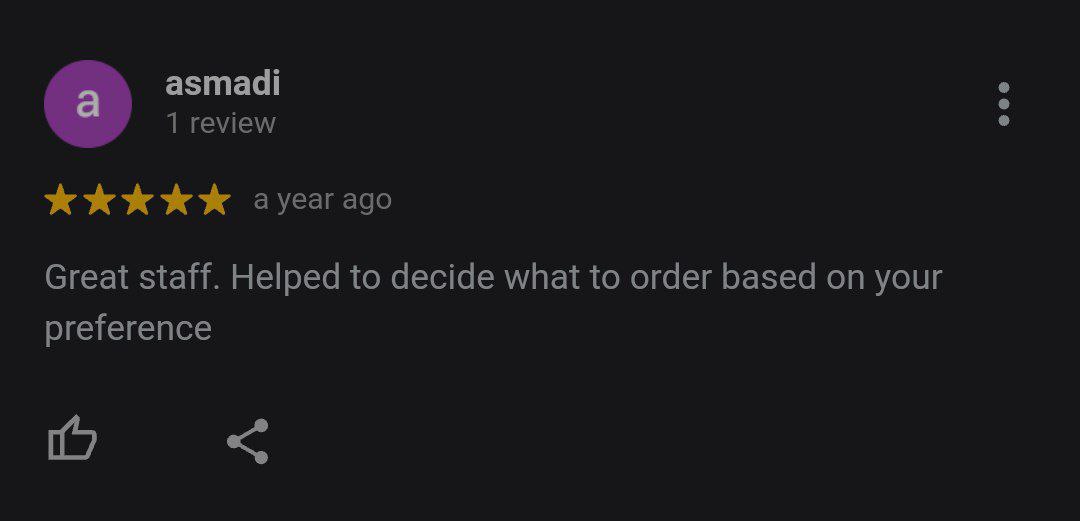 a
asmadi
1 review
a year ago
Great staff. Helped to decide what to order based on your
preference